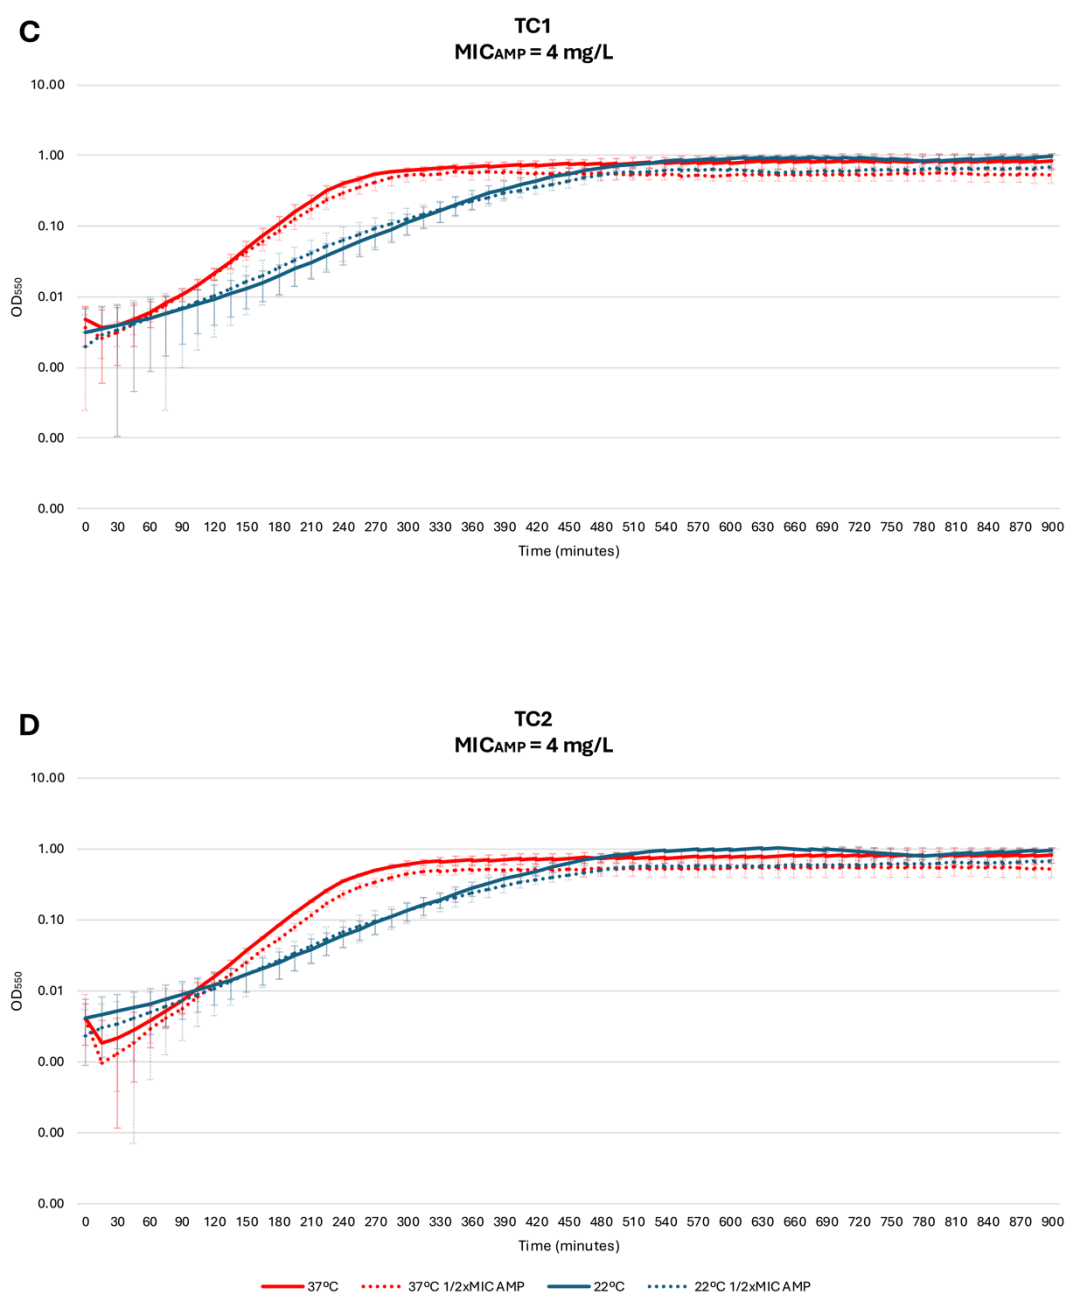 C
TC1
MICAMP = 4 mg/L
10.00
1.00
0.10
0.01
0.00
0.00
0.00
OD550
0 30 60 90 120 150 180 210 240 270 300 330 360 390 420 450 480 510 540 570 600 630 660 690 720 750 780 810 840 870 900
Time (minutes)
D
TC2
MICAMP = 4 mg/L
10.00
1.00
0.10
0.01
0.00
0.00
0.00
OD550
0 30 60 90 120 150 180 210 240 270 300 330 360 390 420 450 480 510 540 570 600 630 660 690 720 750 780 810 840 870 900
Time (minutes)
37ºC 37ºC 1/2xMIC AMP 22ºC 22ºC 1/2xMIC AMP